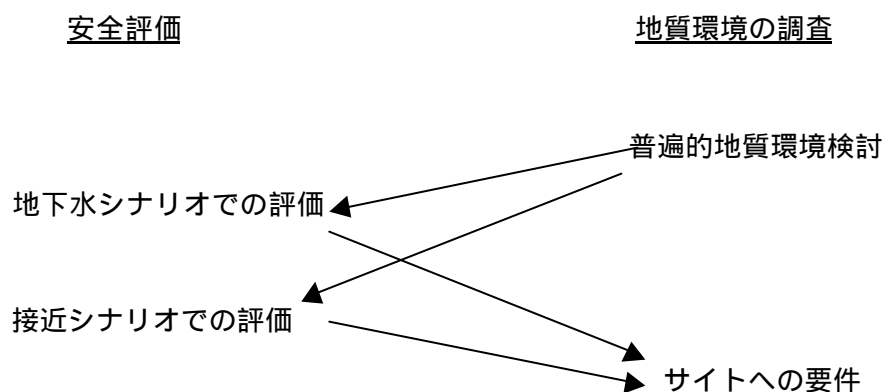 安全評価
地質環境の調査
普遍的地質環境検討
地下水シナリオでの評価
接近シナリオでの評価
サイトへの要件